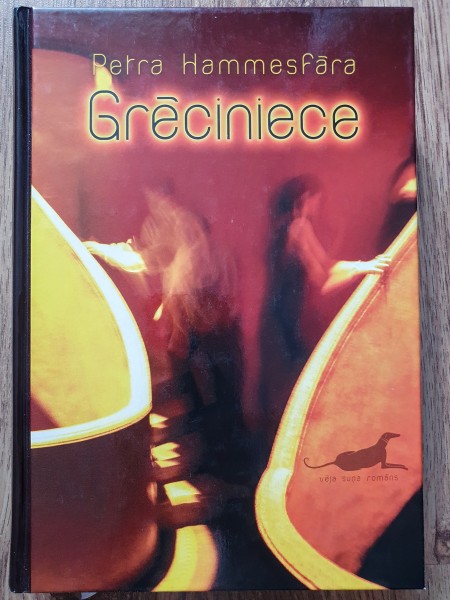 Petra Hammesfāra
Grēciniece
vēja suņa romāns